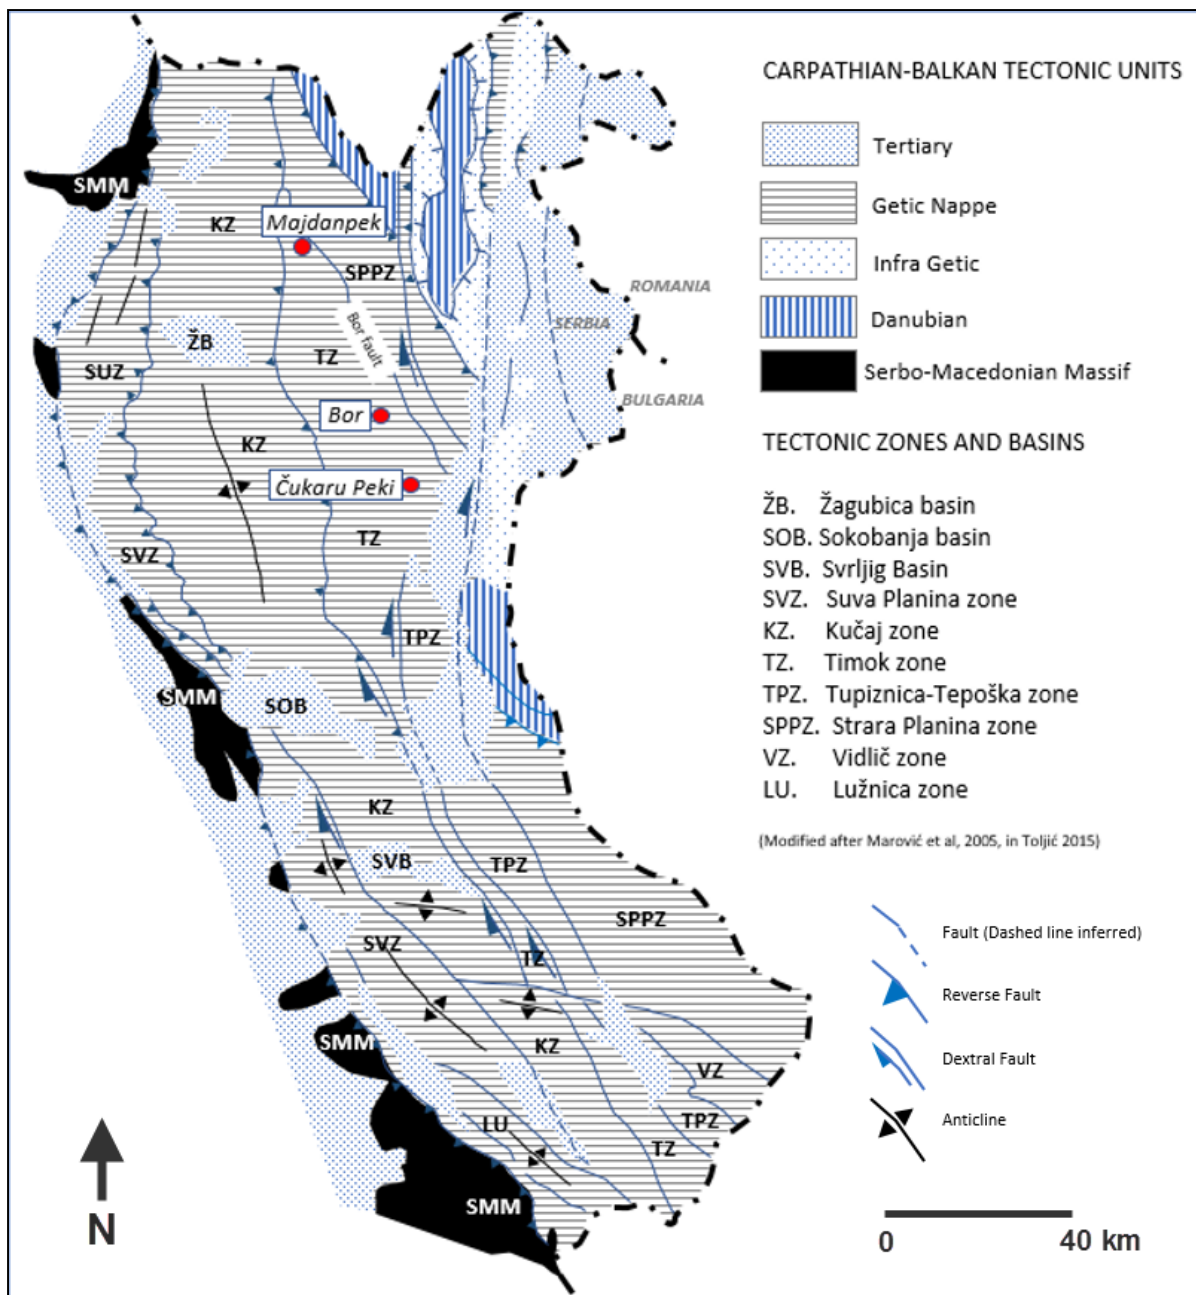 CARPATHIAN-BALKAN TECTONIC UNITS
Tertiary
Getic Nappe
Infra Getic
Danubian
Serbo-Macedonian Massif
TECTONIC ZONES AND BASINS
ŽB. Žagubica basin
SOB. Sokobanja basin
SVB. Svrljig Basin
SVZ. Suva Planina zone
KZ. Kučaj zone
TZ. Timok zone
TPZ. Tupiznica-Tepoška zone
SPPZ. Strara Planina zone
VZ. Vidlič zone
LU. Lužnica zone
(Modified after Marović et al, 2005, in Toljić 2015)
Fault (Dashed line inferred)
Reverse Fault
Dextral Fault
Anticline
0 40 km
N
SMM
KZ
Majdanpek
SPPZ
ROMANIA
SERBIA
BULGARIA
Bor fault
ŽB
TZ
SUZ
Bor
KZ
Čukaru Peki
TZ
SVZ
TPZ
SMM
SOB
KZ
SVB
TPZ
SPPZ
SVZ
TZ
SMM
KZ
VZ
LU
TPZ
TZ
SMM